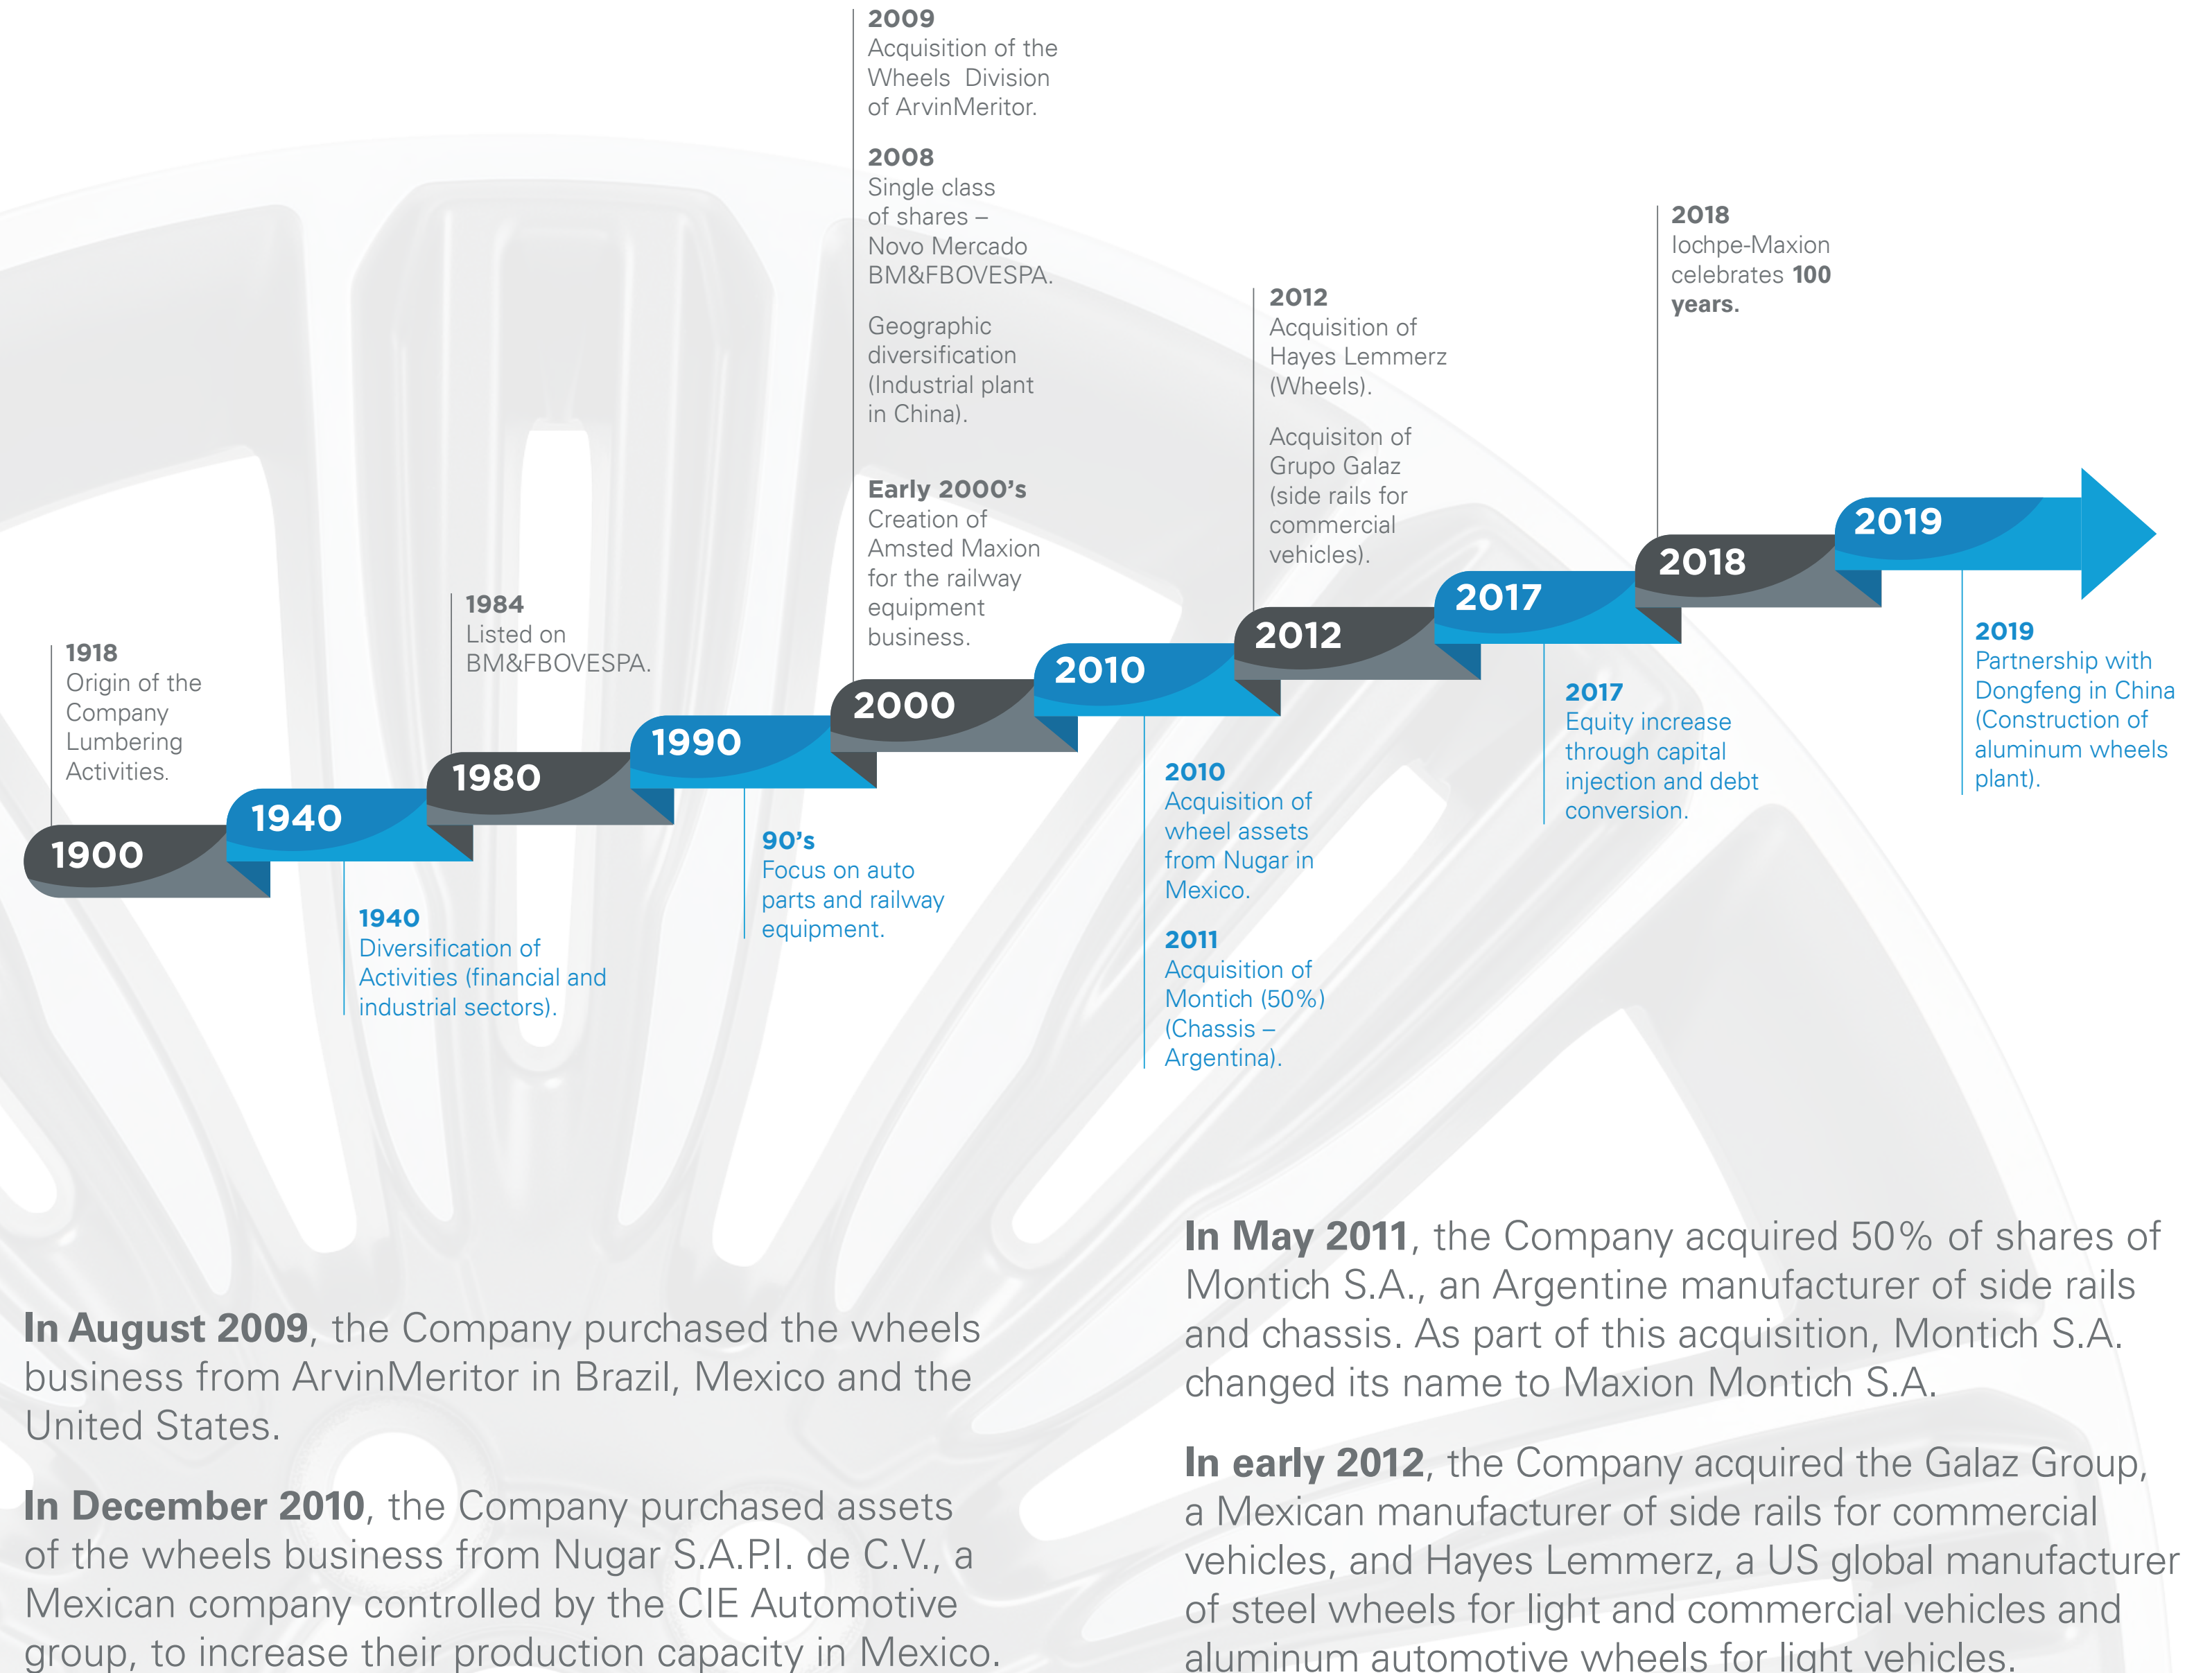 2009
Acquisition of the
Wheels Division
of ArvinMeritor.
2008
Single class
of shares –
Novo Mercado
BM&FBOVESPA.
Geographic
diversification
(Industrial plant
in China).
Early 2000's
Creation of
Amsted Maxion
for the railway
equipment
business.
2018
Iochpe-Maxion
celebrates 100
years.
2012
Acquisition of
Hayes Lemmerz
(Wheels).
Acquisiton of
Grupo Galaz
(side rails for
commercial
vehicles).
1984
Listed on
BM&FBOVESPA.
1918
Origin of the
Company
Lumbering
Activities.
1900
1940
1980
1990
2000
2010
2012
2017
2018
2019
1940
Diversification of
Activities (financial and
industrial sectors).
90's
Focus on auto
parts and railway
equipment.
2010
Acquisition of
wheel assets
from Nugar in
Mexico.
2011
Acquisition of
Montich (50%)
(Chassis –
Argentina).
2017
Equity increase
through capital
injection and debt
conversion.
2019
Partnership with
Dongfeng in China
(Construction of
aluminum wheels
plant).
In August 2009, the Company purchased the wheels
business from ArvinMeritor in Brazil, Mexico and the
United States.
In December 2010, the Company purchased assets
of the wheels business from Nugar S.A.P.I. de C.V., a
Mexican company controlled by the CIE Automotive
group, to increase their production capacity in Mexico.
In May 2011, the Company acquired 50% of shares of
Montich S.A., an Argentine manufacturer of side rails
and chassis. As part of this acquisition, Montich S.A.
changed its name to Maxion Montich S.A.
In early 2012, the Company acquired the Galaz Group,
a Mexican manufacturer of side rails for commercial
vehicles, and Hayes Lemmerz, a US global manufacturer
of steel wheels for light and commercial vehicles and
aluminum automotive wheels for light vehicles.